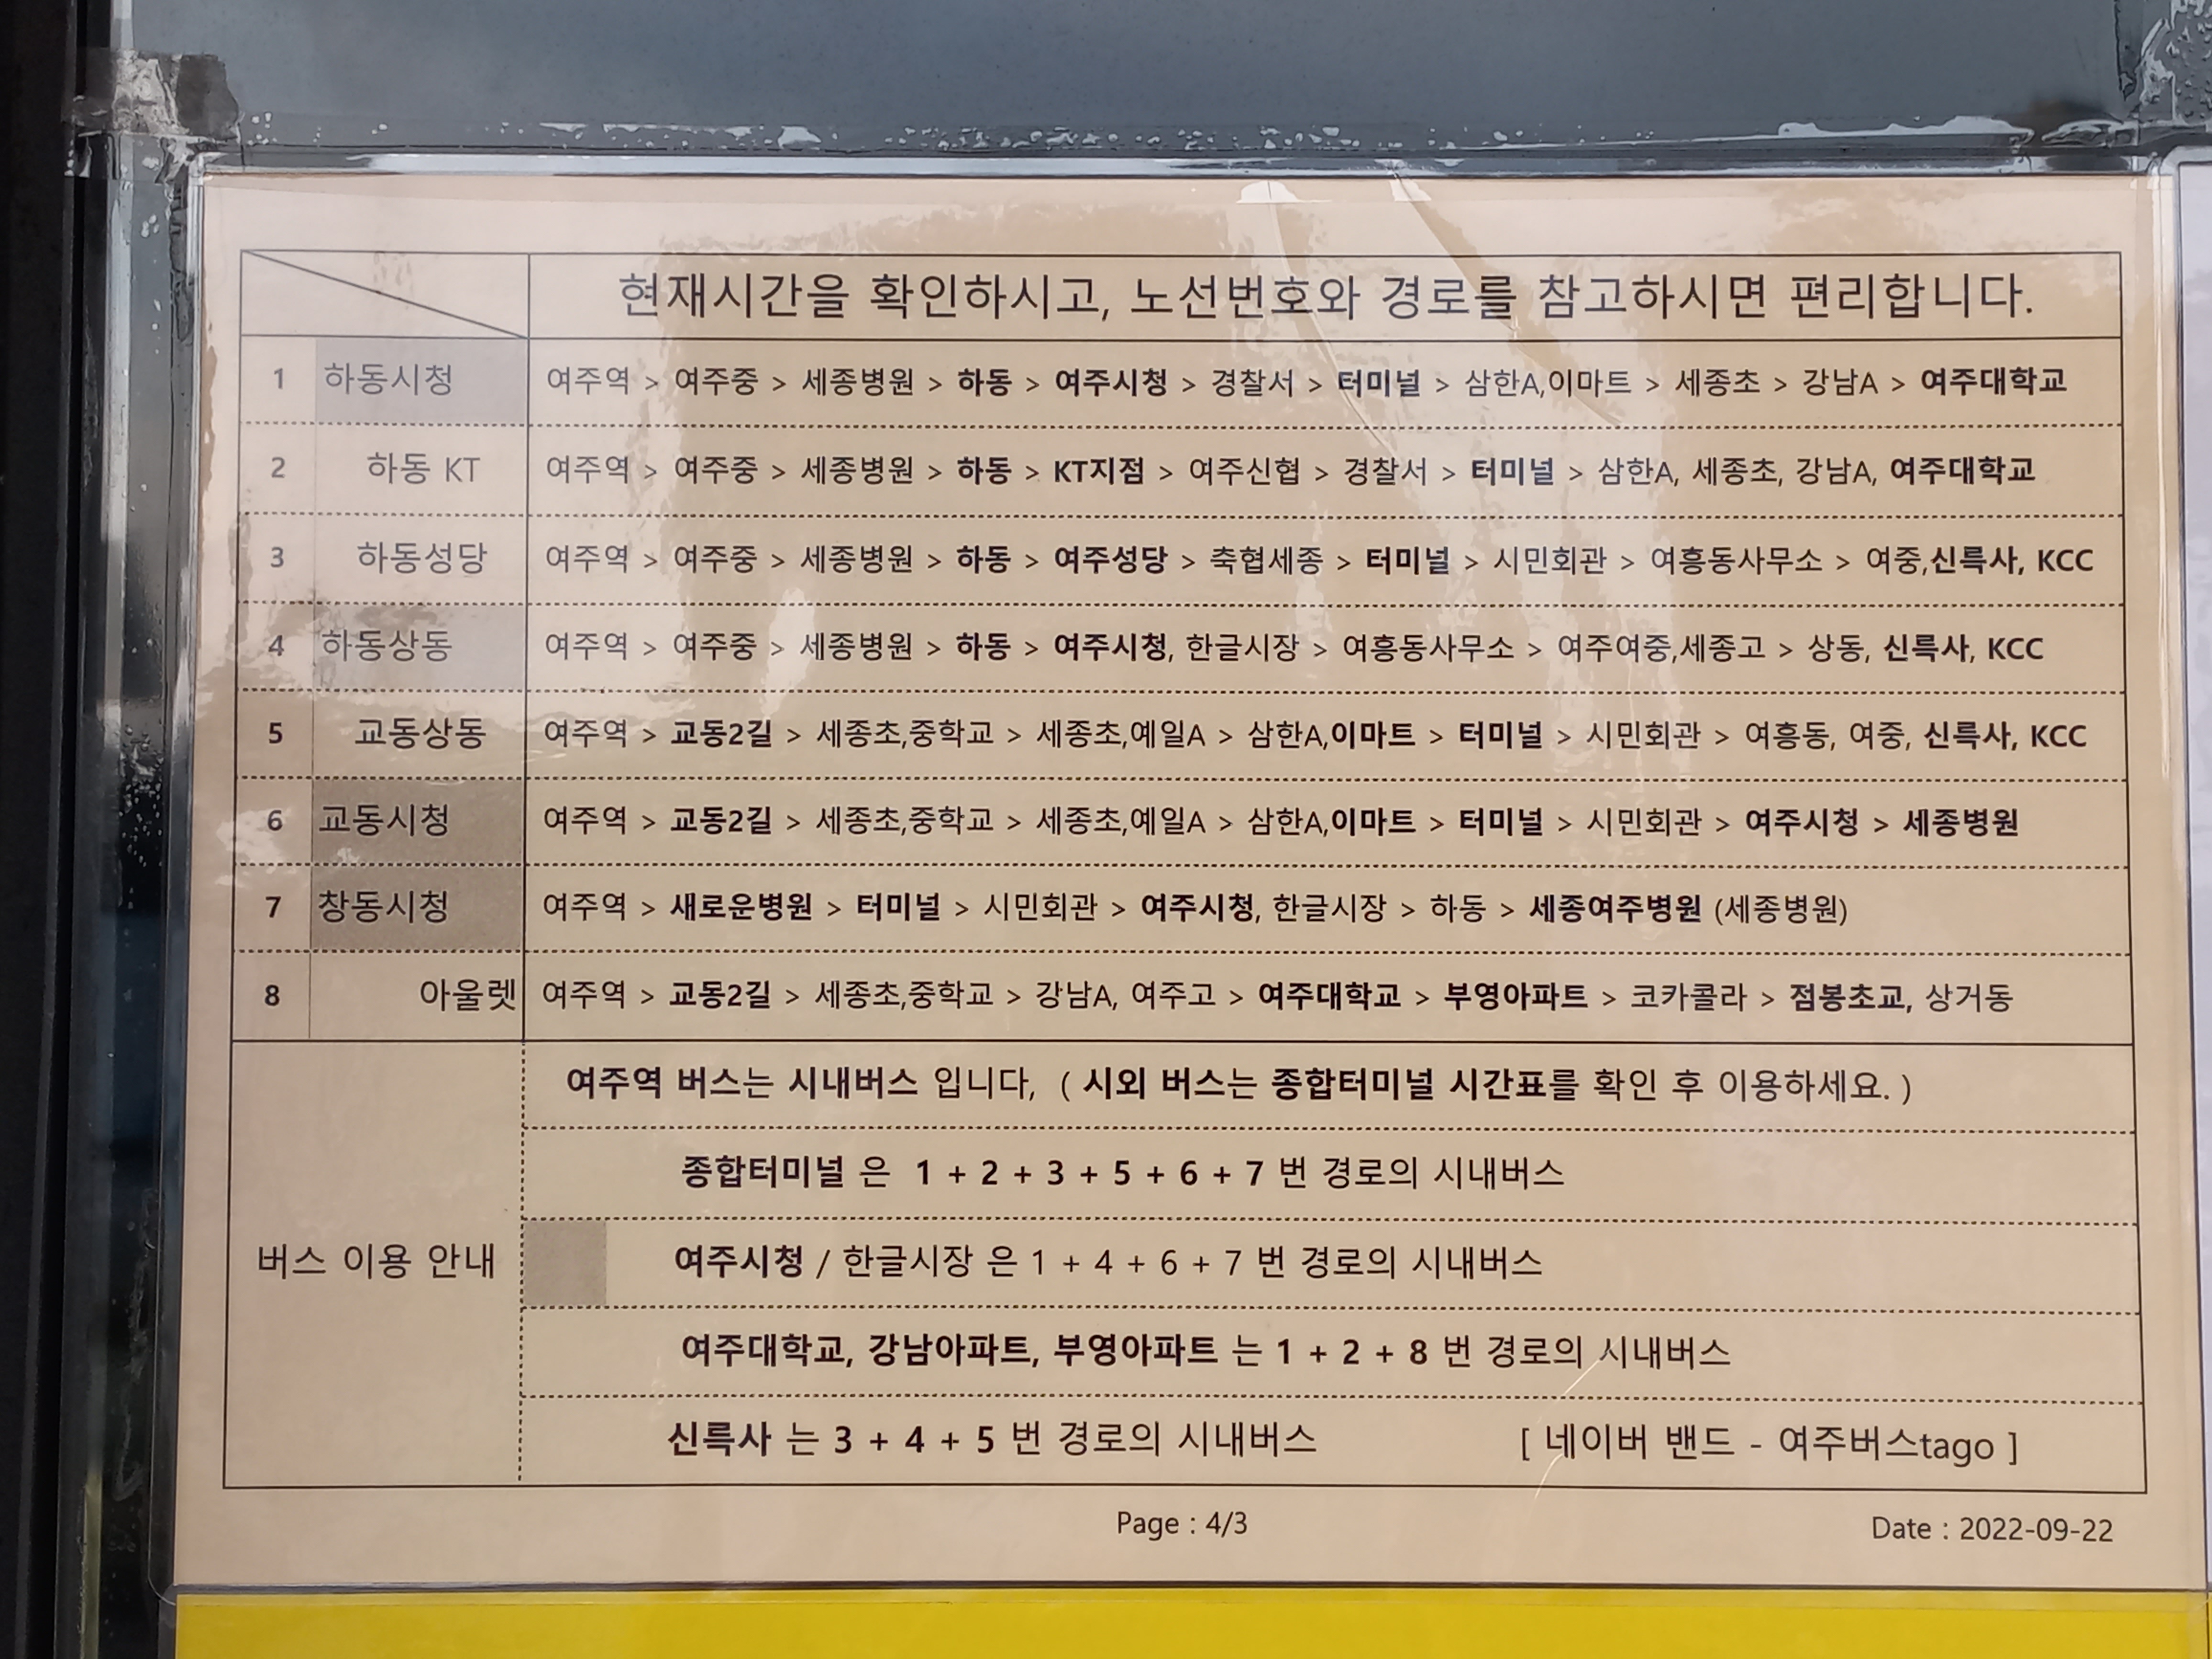 현재시간을 확인하시고, 노선번호와 경로를 참고하시면 편리합니다.
1 하동시청 여주역 > 여주중 > 세종병원 > 하동 > 여주시청 > 경찰서 > 터미널 > 삼한A,이마트 > 세종초 > 강남A > 여주대학교
2 하동 KT 여주역 > 여주중 > 세종병원 > 하동 > KT지점 > 여주신협 > 경찰서 > 터미널 > 삼한A, 세종초, 강남A, 여주대학교
3 하동성당 여주역 > 여주중 > 세종병원 > 하동 > 여주성당 > 축협세종 > 터미널 > 시민회관 > 여흥동사무소 > 여중,신륵사, KCC
4 하동상동 여주역 > 여주중 > 세종병원 > 하동 > 여주시청, 한글시장 > 여흥동사무소 > 여주여중,세종고 > 상동, 신륵사, KCC
5 교동상동 여주역 > 교동2길 > 세종초,중학교 > 세종초,예일A > 삼한A,이마트 > 터미널 > 시민회관 > 여흥동, 여중, 신륵사, KCC
6 교동시청 여주역 > 교동2길 > 세종초,중학교 > 세종초,예일A > 삼한A,이마트 > 터미널 > 시민회관 > 여주시청 > 세종병원
7 창동시청 여주역 > 새로운병원 > 터미널 > 시민회관 > 여주시청, 한글시장 > 하동 > 세종여주병원 (세종병원)
8 아울렛 여주역 > 교동2길 > 세종초,중학교 > 강남A, 여주고 > 여주대학교 > 부영아파트 > 코카콜라 > 점봉초교, 상거동
버스 이용 안내
여주역 버스는 시내버스 입니다, ( 시외 버스는 종합터미널 시간표를 확인 후 이용하세요. )
종합터미널 은 1 + 2 + 3 + 5 + 6 + 7 번 경로의 시내버스
여주시청 / 한글시장 은 1 + 4 + 6 + 7 번 경로의 시내버스
여주대학교, 강남아파트, 부영아파트 는 1 + 2 + 8 번 경로의 시내버스
신륵사 는 3 + 4 + 5 번 경로의 시내버스 [ 네이버 밴드 - 여주버스tago ]
Page : 4/3
Date : 2022-09-22